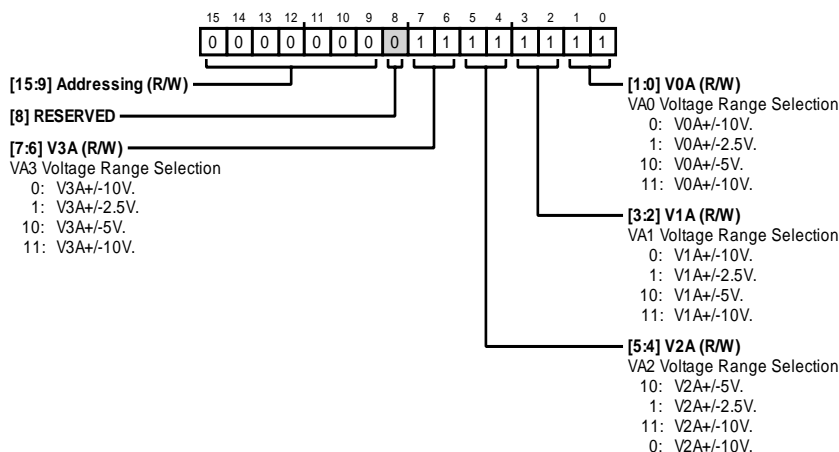 15 14 13 12 11 10 9 8 7 6 5 4 3 2 1 0
0 0 0 0 0 0 0 0 1 1 1 1 1 1 1 1
[15:9] Addressing (R/W)
[8] RESERVED
[7:6] V3A (R/W)
VA3 Voltage Range Selection
0: V3A+/-10V.
1: V3A+/-2.5V.
10: V3A+/-5V.
11: V3A+/-10V.
[1:0] V0A (R/W)
VA0 Voltage Range Selection
0: V0A+/-10V.
1: V0A+/-2.5V.
10: V0A+/-5V.
11: V0A+/-10V.
[3:2] V1A (R/W)
VA1 Voltage Range Selection
0: V1A+/-10V.
1: V1A+/-2.5V.
10: V1A+/-5V.
11: V1A+/-10V.
[5:4] V2A (R/W)
VA2 Voltage Range Selection
10: V2A+/-5V.
1: V2A+/-2.5V.
11: V2A+/-10V.
0: V2A+/-10V.